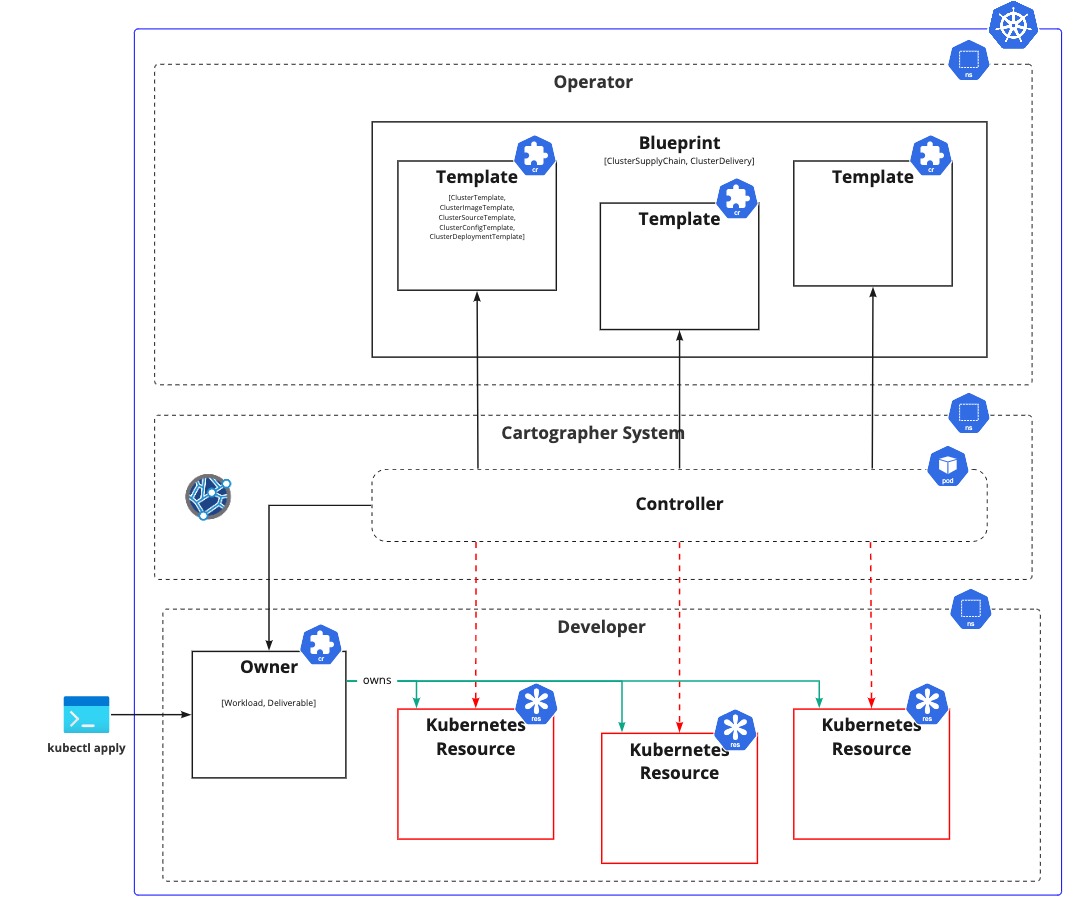 ns
Operator
Blueprint
[ClusterSupplyChain, ClusterDelivery]
cr
Template
[ClusterTemplate,
ClusterImageTemplate,
ClusterSourceTemplate,
ClusterConfigTemplate,
ClusterDeploymentTemplate]
cr
Template
cr
Template
ns
Cartographer System
pod
Controller
ns
Developer
cr
Owner
[Workload, Deliverable]
owns
kubectl apply
res
Kubernetes
Resource
res
Kubernetes
Resource
res
Kubernetes
Resource